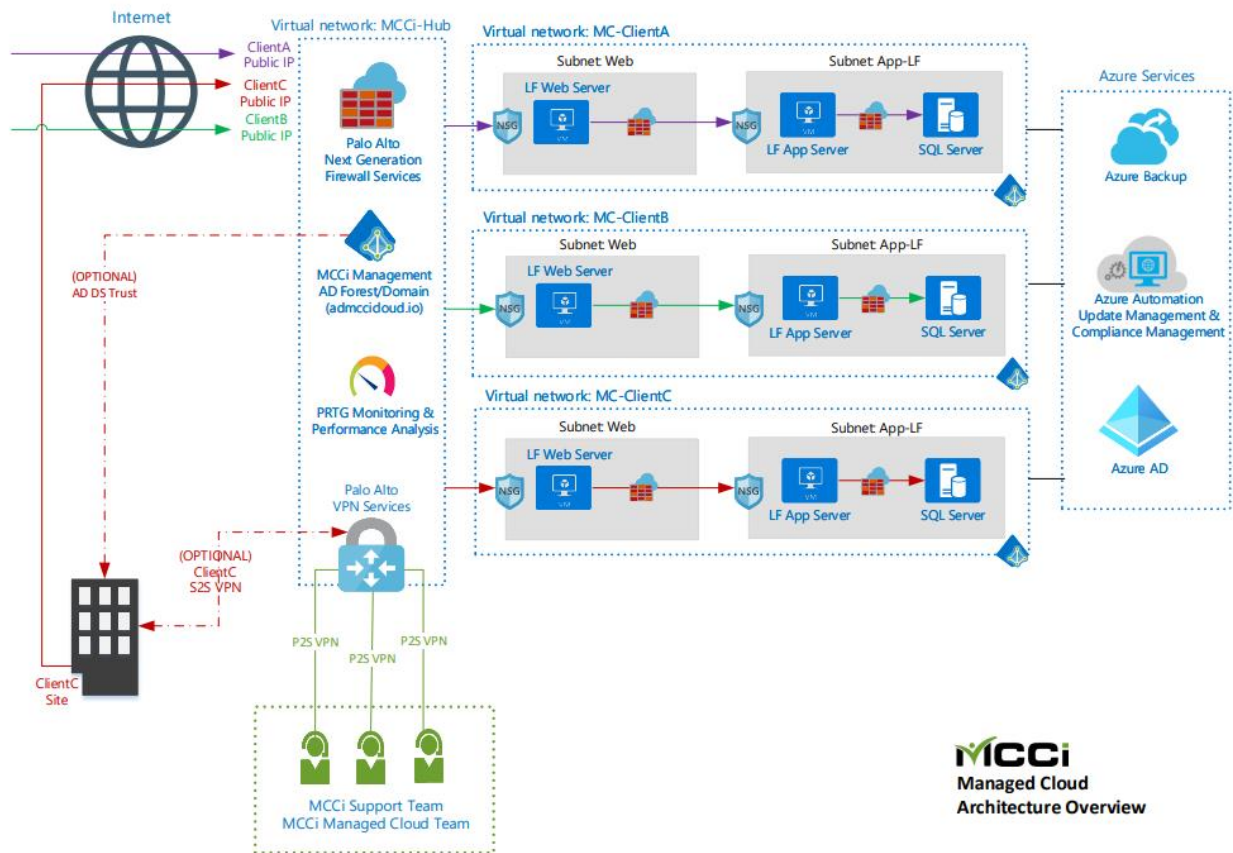 Internet
ClientA
Public IP
ClientC
Public IP
ClientB
Public IP
Virtual network: MCCi-Hub
Palo Alto
Next Generation
Firewall Services
MCCi Management
AD Forest/Domain
(admccicloud.io)
PRTG Monitoring &
Performance Analysis
Palo Alto
VPN Services
(OPTIONAL)
AD DS Trust
(OPTIONAL)
ClientC
S2S VPN
ClientC
Site
P2S VPN
P2S VPN
P2S VPN
MCCi Support Team
MCCi Managed Cloud Team
Virtual network: MC-ClientA
Subnet Web
LF Web Server
NSG
VM
Subnet App-LF
NSG
VM
LF App Server
SQL Server
Virtual network: MC-ClientB
Subnet Web
LF Web Server
NSG
VM
Subnet App-LF
NSG
VM
LF App Server
SQL Server
Virtual network: MC-ClientC
Subnet Web
LF Web Server
NSG
VM
Subnet App-LF
NSG
VM
LF App Server
SQL Server
Azure Services
Azure Backup
Azure Automation
Update Management &
Compliance Management
Azure AD
MCCi
Managed Cloud
Architecture Overview